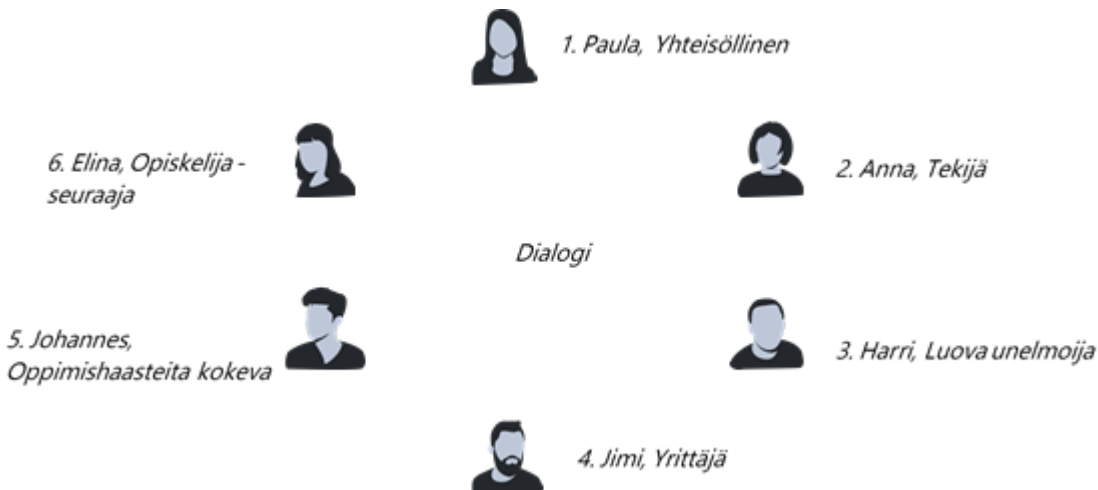 1. Paula, Yhteisöllinen
6. Elina, Opiskelija -
seuraaja
2. Anna, Tekijä
Dialogi
5. Johannes,
Oppimishaasteita kokeva
3. Harri, Luova unelmoija
4. Jimi, Yrittäjä